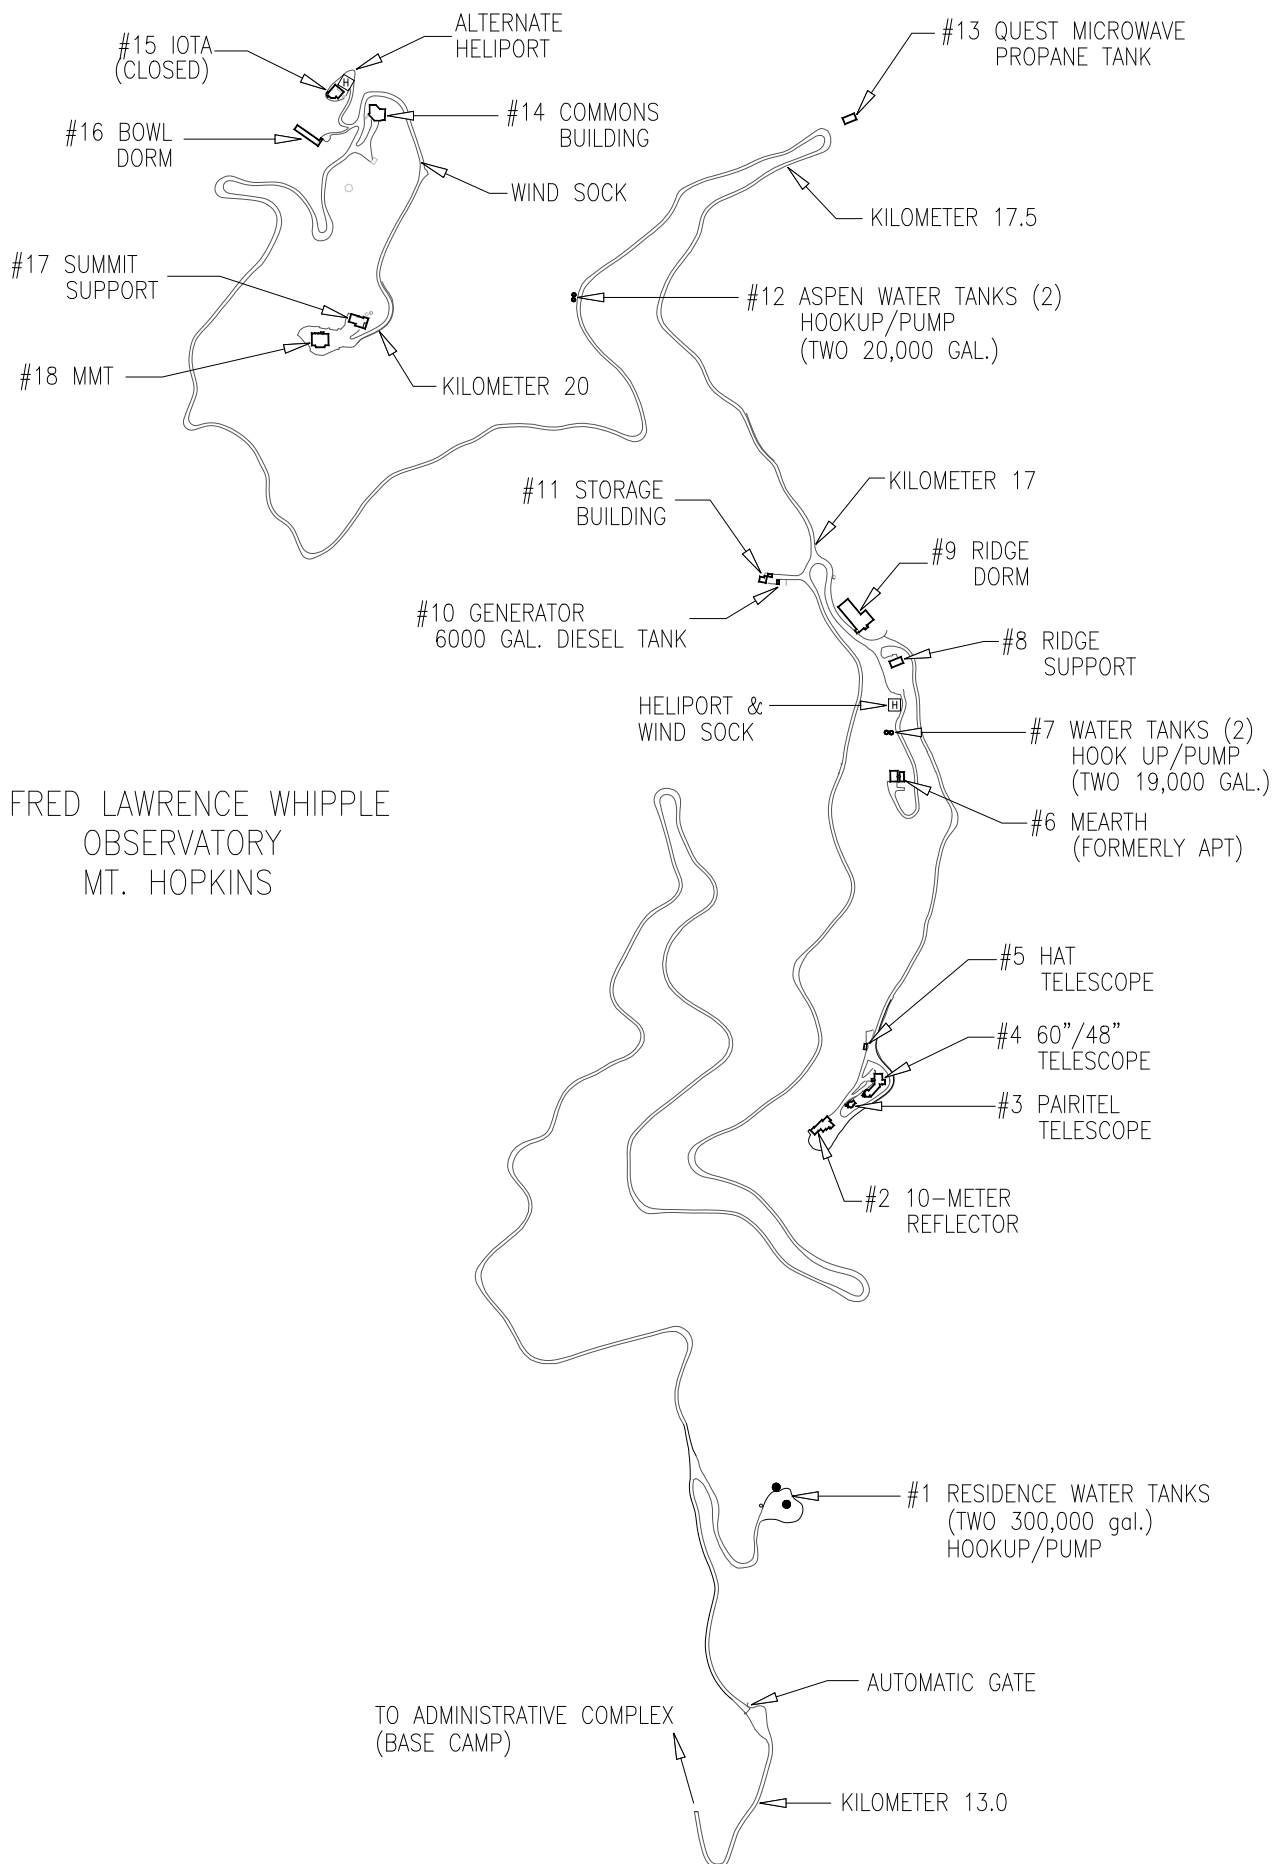 ALTERNATE
HELIPORT
#15 IOTA
(CLOSED)
#13 QUEST MICROWAVE
PROPANE TANK
#14 COMMONS
BUILDING
#16 BOWL
DORM
WIND SOCK
KILOMETER 17.5
#17 SUMMIT
SUPPORT
#12 ASPEN WATER TANKS (2)
HOOKUP/PUMP
(TWO 20,000 GAL.)
#18 MMT
KILOMETER 20
KILOMETER 17
#11 STORAGE
BUILDING
#9 RIDGE
DORM
#10 GENERATOR
6000 GAL. DIESEL TANK
#8 RIDGE
SUPPORT
HELIPORT &
WIND SOCK
H
H
#7 WATER TANKS (2)
HOOK UP/PUMP
(TWO 19,000 GAL.)
#6 MEARTH
(FORMERLY APT)
FRED LAWRENCE WHIPPLE
OBSERVATORY
MT. HOPKINS
#5 HAT
TELESCOPE
#4 60”/48”
TELESCOPE
#3 PAIRITEL
TELESCOPE
#2 10-METER
REFLECTOR
#1 RESIDENCE WATER TANKS
(TWO 300,000 gal.)
HOOKUP/PUMP
AUTOMATIC GATE
TO ADMINISTRATIVE COMPLEX
(BASE CAMP)
KILOMETER 13.0